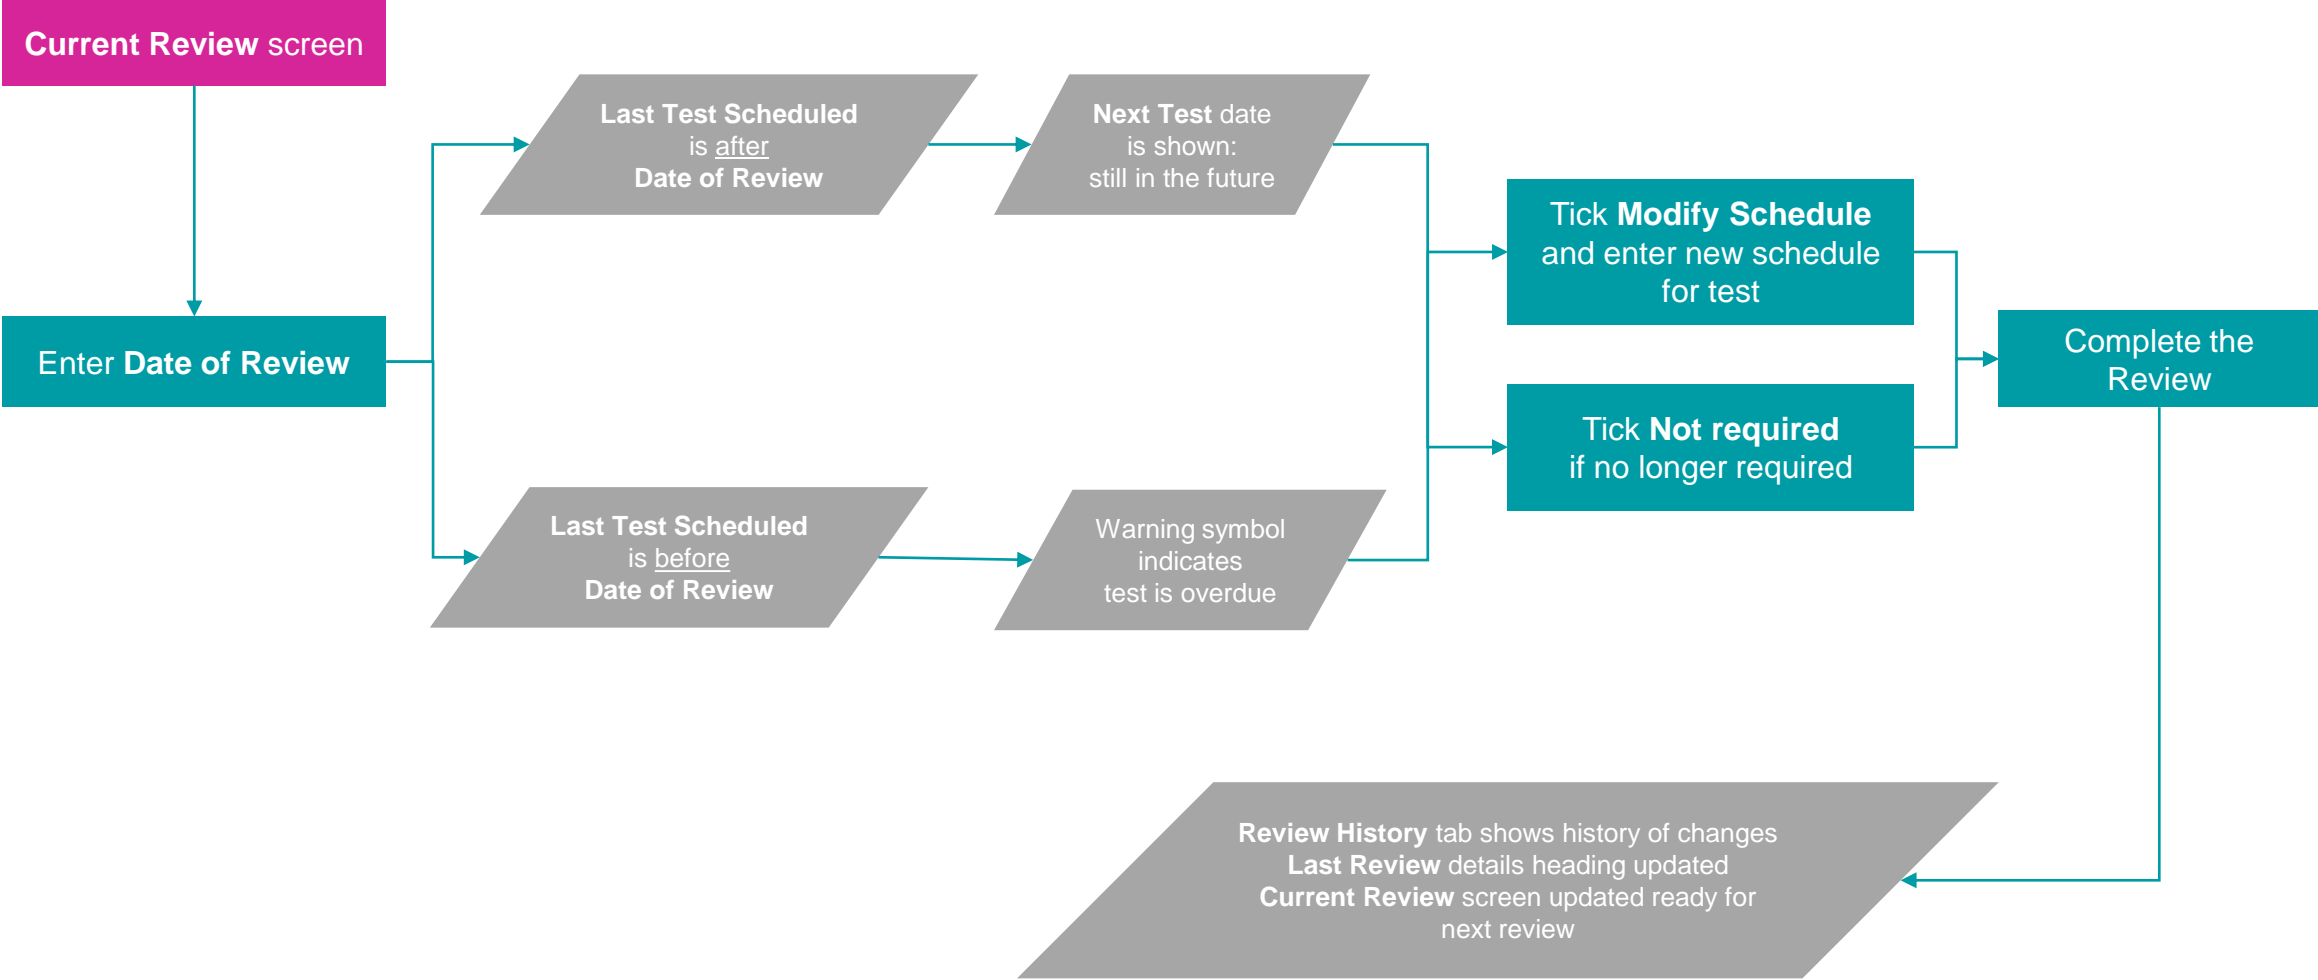 Current Review screen
Last Test Scheduled
is after
Date of Review
Next Test date
is shown:
still in the future
Tick Modify Schedule
and enter new schedule
for test
Enter Date of Review
Complete the
Review
Tick Not required
if no longer required
Last Test Scheduled
is before
Date of Review
Warning symbol
indicates
test is overdue
Review History tab shows history of changes
Last Review details heading updated
Current Review screen updated ready for
next review